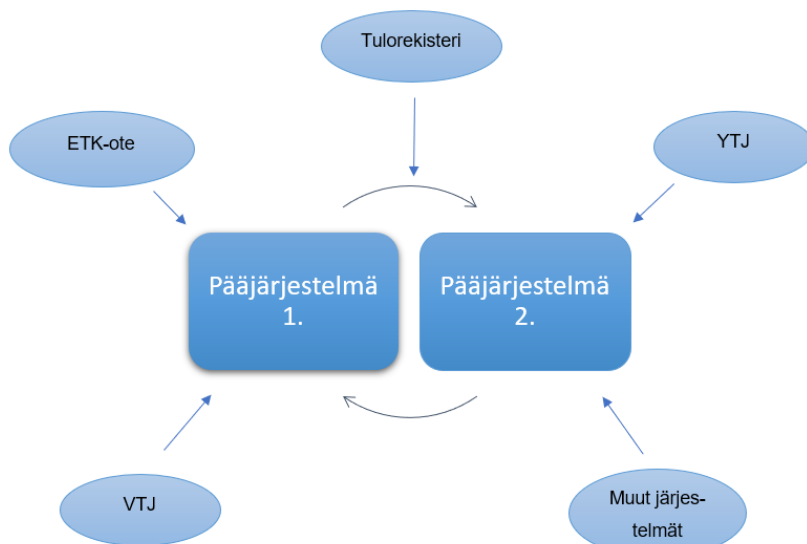 Tulorekisteri
ETK-ote
YTJ
Pääjärjestelmä
1.
Pääjärjestelmä
2.
VTJ
Muut järjes-
telmät